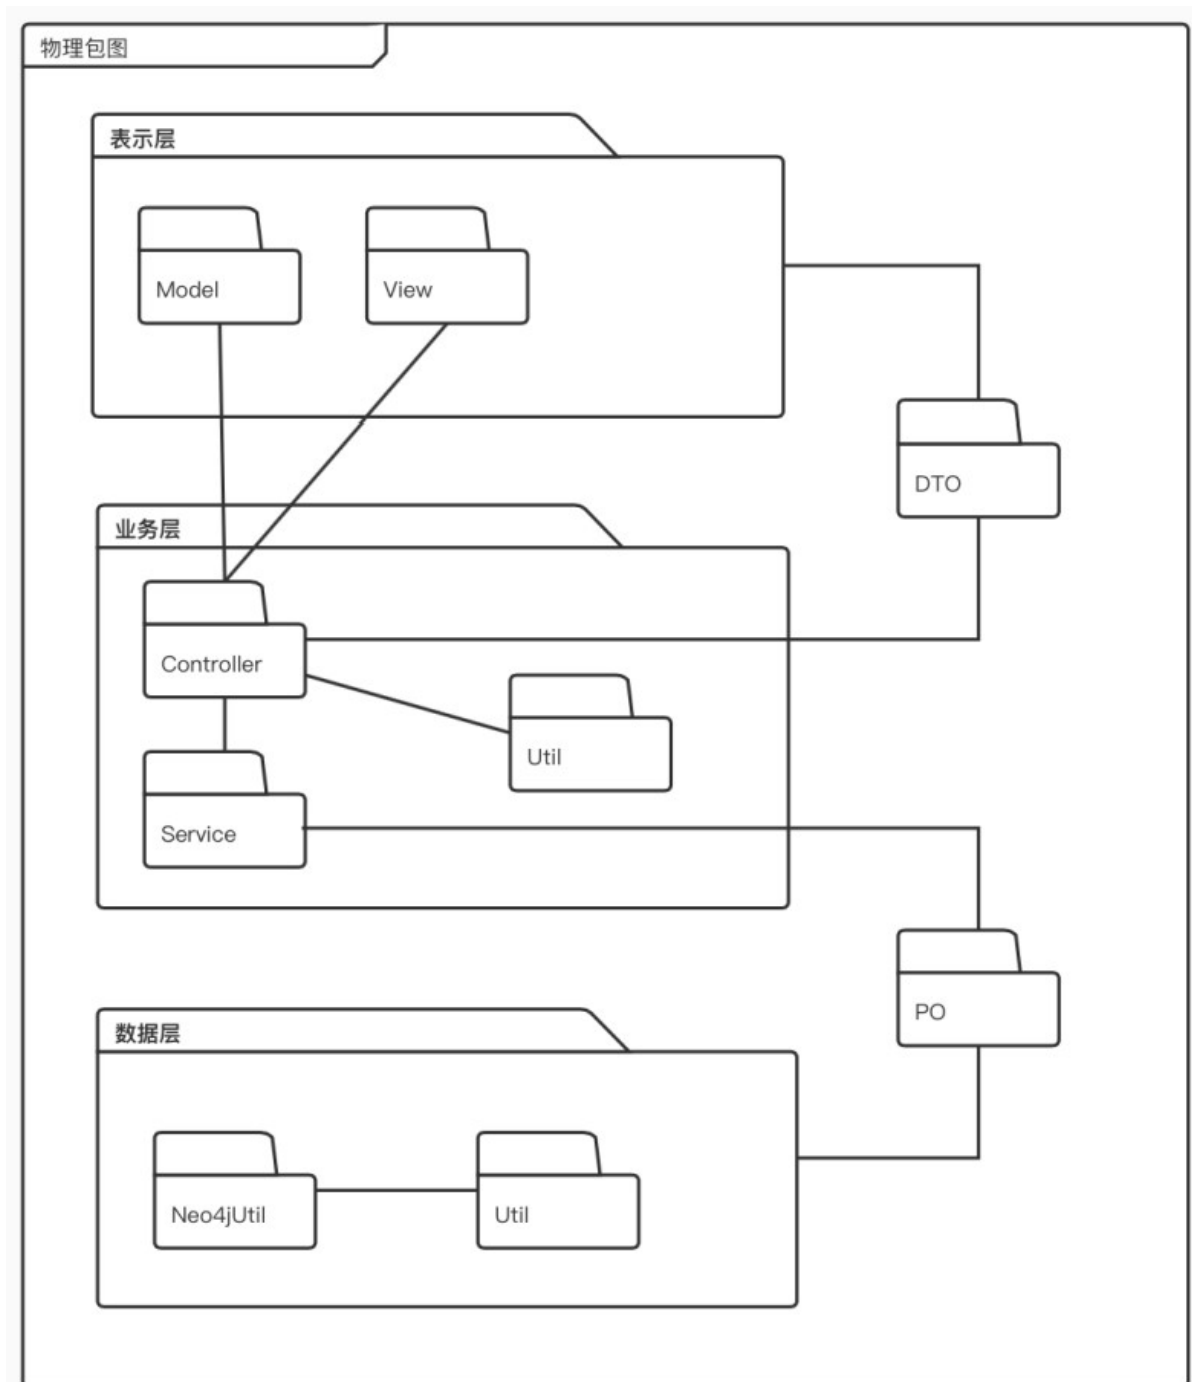 物理包图
表示层
Model
View
DTO
业务层
Controller
Util
Service
PO
数据层
Neo4jUtil
Util